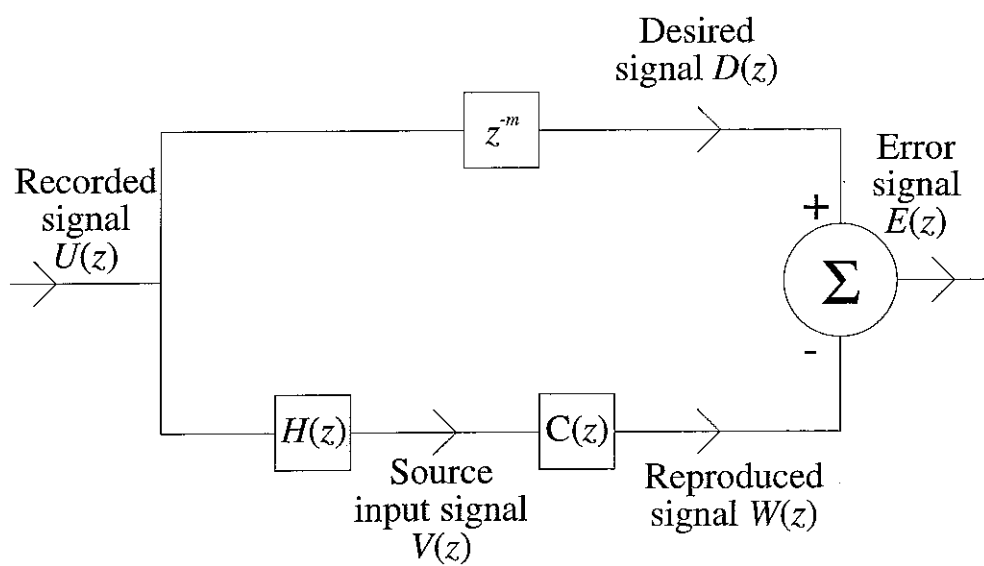 Desired
signal D(z)
z^-m
Recorded
signal
U(z)
Error
signal
E(z)
+
Σ
-
H(z)
C(z)
Source
input signal
V(z)
Reproduced
signal W(z)